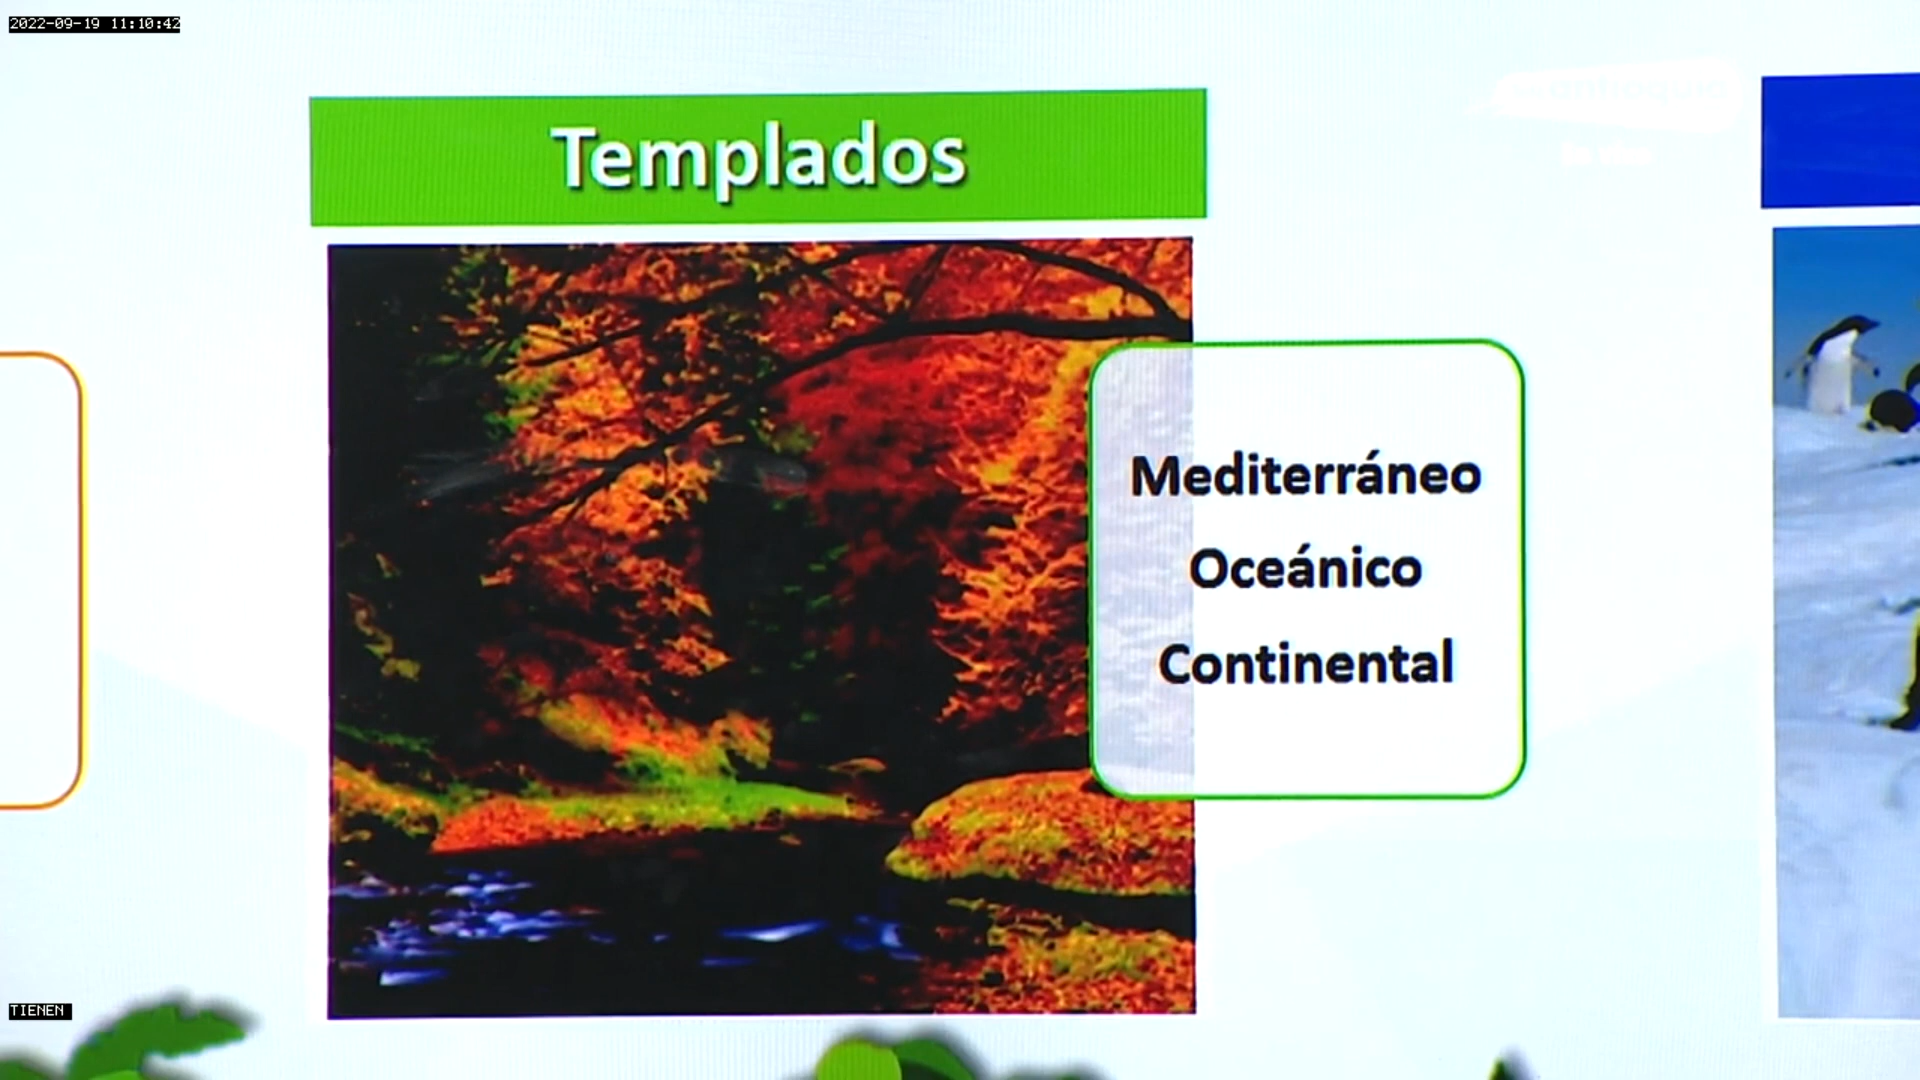 2022-09-19 11:10:42
Templados
Mediterráneo
Oceánico
Continental
TIENEN